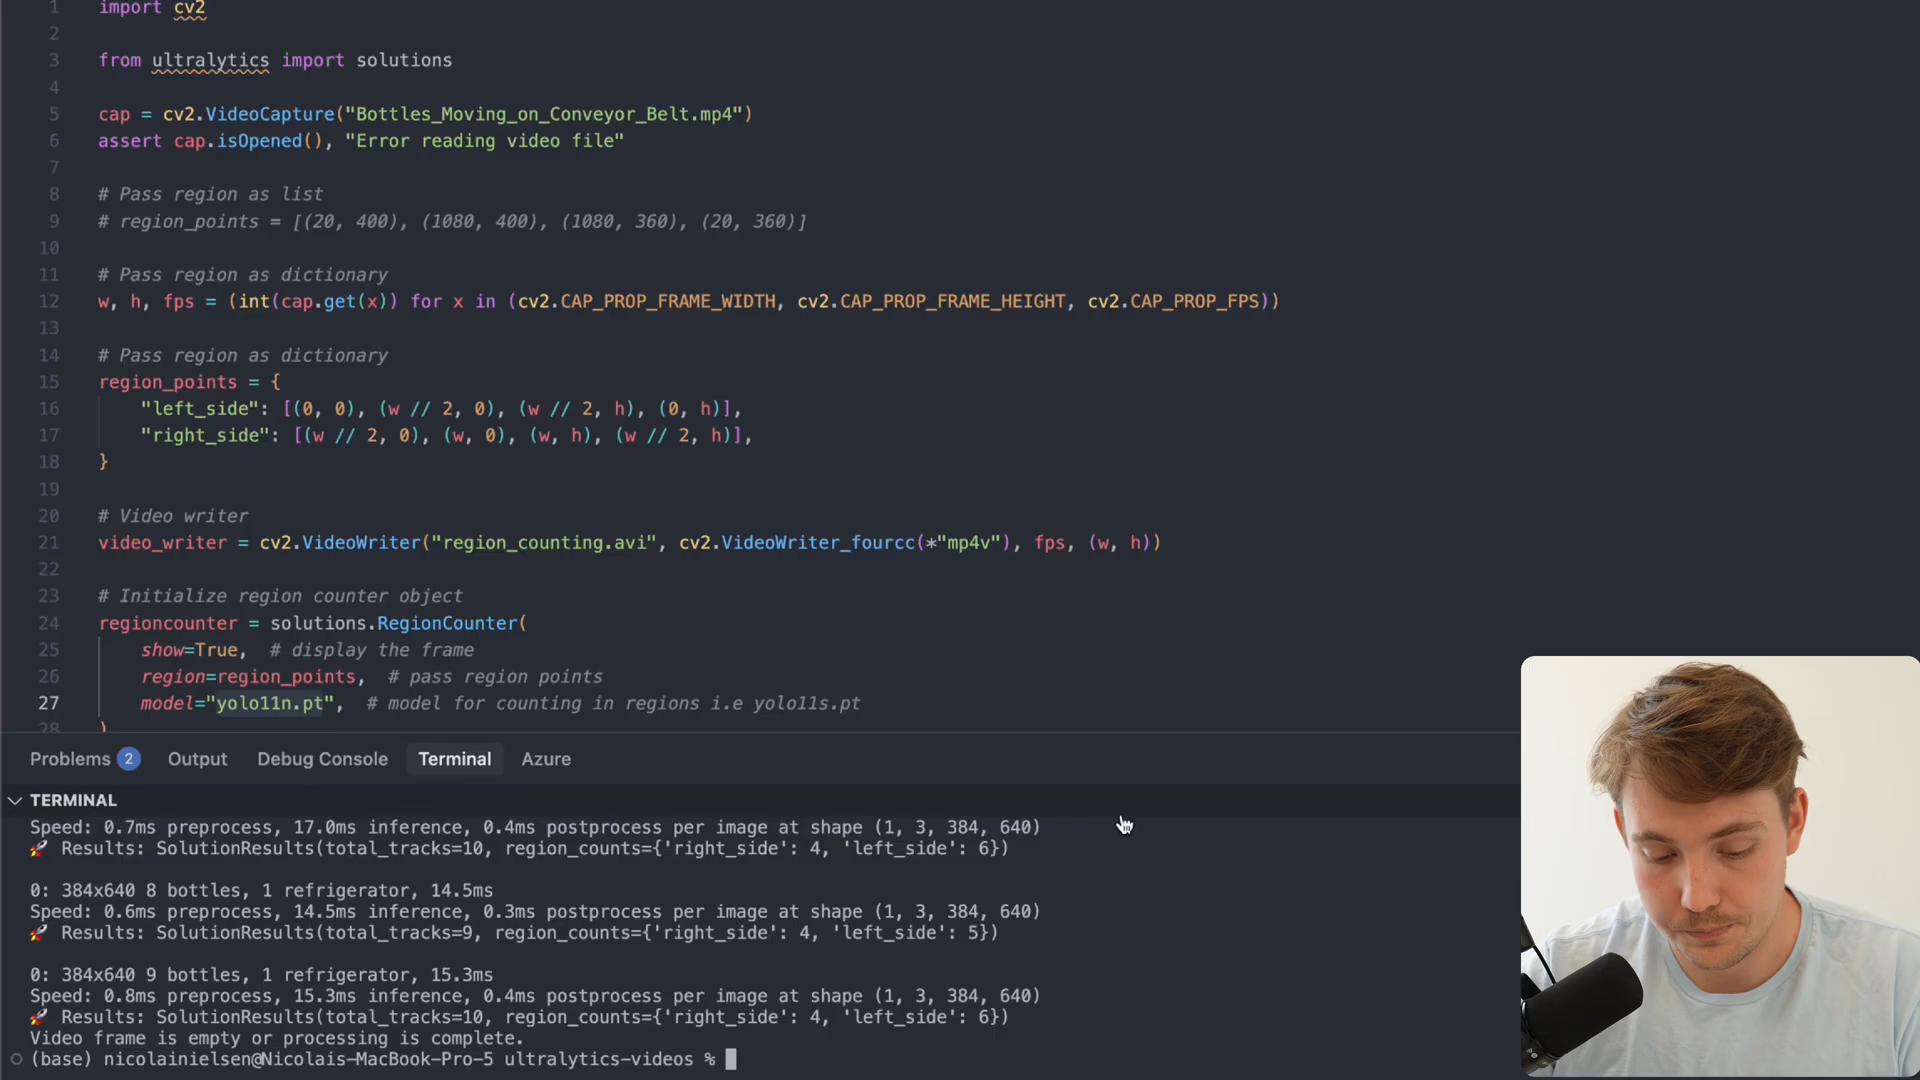 1 import cv2
2
3 from ultralytics import solutions
4
5 cap = cv2.VideoCapture("Bottles_Moving_on_Conveyor_Belt.mp4")
6 assert cap.isOpened(), "Error reading video file"
7
8 # Pass region as list
9 # region_points = [(20, 400), (1080, 400), (1080, 360), (20, 360)]
10
11 # Pass region as dictionary
12 w, h, fps = (int(cap.get(x)) for x in (cv2.CAP_PROP_FRAME_WIDTH, cv2.CAP_PROP_FRAME_HEIGHT, cv2.CAP_PROP_FPS))
13
14 # Pass region as dictionary
15 region_points = {
16 "left_side": [(0, 0), (w // 2, 0), (w // 2, h), (0, h)],
17 "right_side": [(w // 2, 0), (w, 0), (w, h), (w // 2, h)],
18 }
19
20 # Video writer
21 video_writer = cv2.VideoWriter("region_counting.avi", cv2.VideoWriter_fourcc(*"mp4v"), fps, (w, h))
22
23 # Initialize region counter object
24 regioncounter = solutions.RegionCounter(
25 show=True, # display the frame
26 region=region_points, # pass region points
27 model="yolo11n.pt", # model for counting in regions i.e yolo11s.pt
28 )
Problems 2 Output Debug Console Terminal Azure
TERMINAL
Speed: 0.7ms preprocess, 17.0ms inference, 0.4ms postprocess per image at shape (1, 3, 384, 640)
🚀 Results: SolutionResults(total_tracks=10, region_counts={'right_side': 4, 'left_side': 6})
0: 384x640 8 bottles, 1 refrigerator, 14.5ms
Speed: 0.6ms preprocess, 14.5ms inference, 0.3ms postprocess per image at shape (1, 3, 384, 640)
🚀 Results: SolutionResults(total_tracks=9, region_counts={'right_side': 4, 'left_side': 5})
0: 384x640 9 bottles, 1 refrigerator, 15.3ms
Speed: 0.8ms preprocess, 15.3ms inference, 0.4ms postprocess per image at shape (1, 3, 384, 640)
🚀 Results: SolutionResults(total_tracks=10, region_counts={'right_side': 4, 'left_side': 6})
Video frame is empty or processing is complete.
(base) nicolainielsen@Nicolais-MacBook-Pro-5 ultralytics-videos %